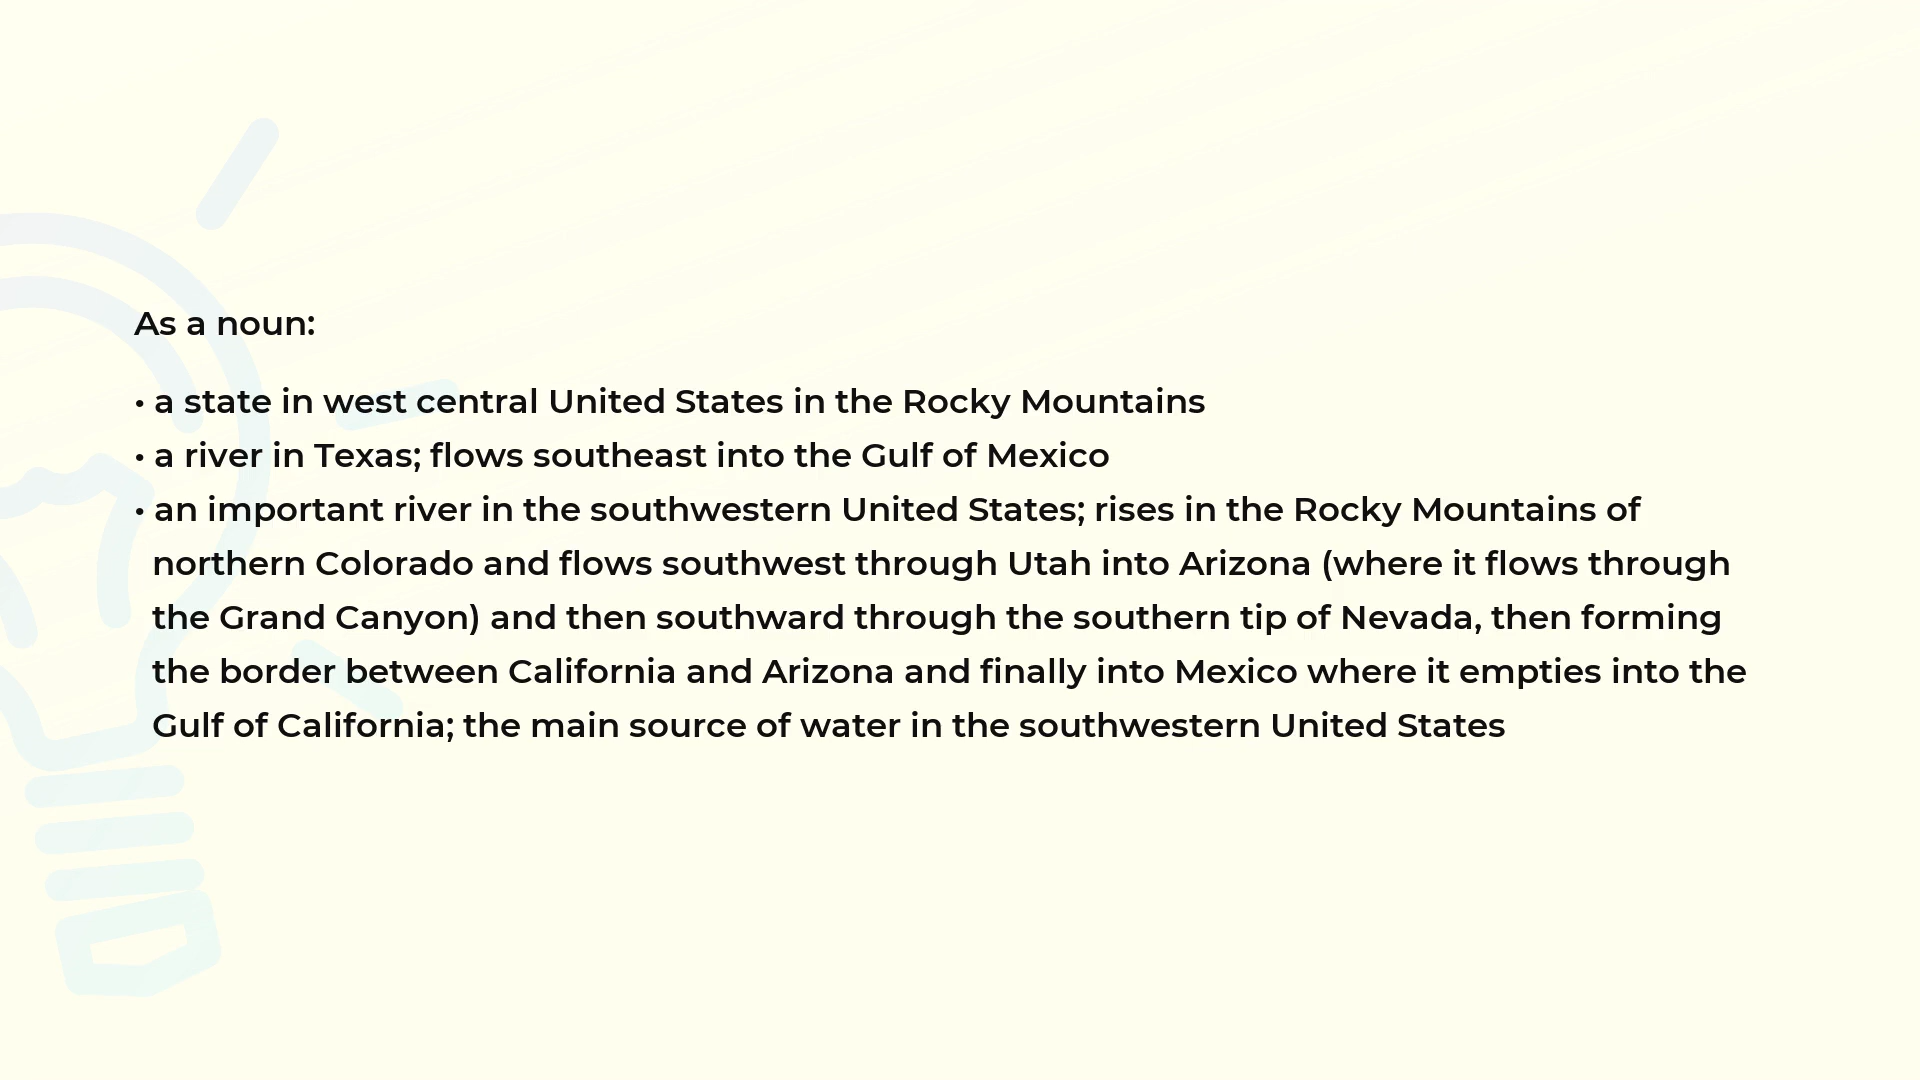 As a noun:
• a state in west central United States in the Rocky Mountains
• a river in Texas; flows southeast into the Gulf of Mexico
• an important river in the southwestern United States; rises in the Rocky Mountains of
northern Colorado and flows southwest through Utah into Arizona (where it flows through
the Grand Canyon) and then southward through the southern tip of Nevada, then forming
the border between California and Arizona and finally into Mexico where it empties into the
Gulf of California; the main source of water in the southwestern United States